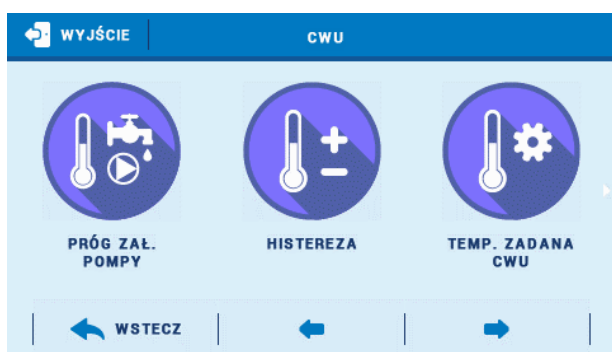 WYJŚCIE
CWU
PRÓG ZAŁ.
POMPY
HISTEREZA
TEMP. ZADANA
CWU
WSTECZ